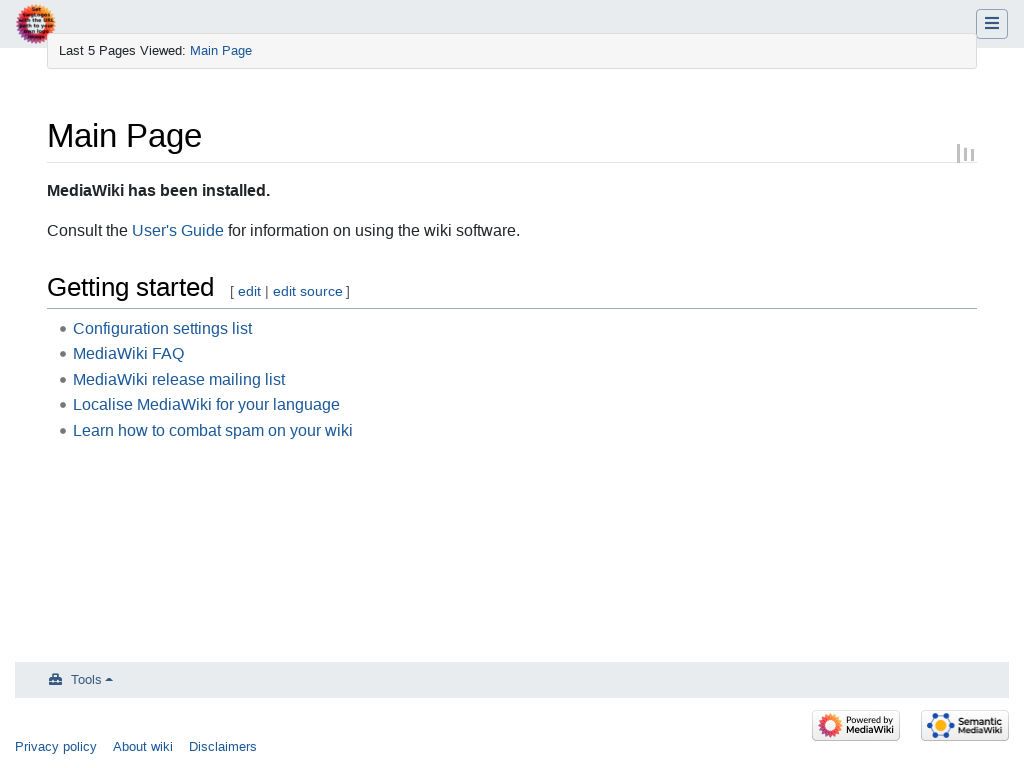 Set
$wgLogos
with the URL
path to your
own logo
image
Last 5 Pages Viewed: Main Page
Main Page
MediaWiki has been installed.
Consult the User's Guide for information on using the wiki software.
Getting started [ edit | edit source ]
Configuration settings list
MediaWiki FAQ
MediaWiki release mailing list
Localise MediaWiki for your language
Learn how to combat spam on your wiki
Tools
Powered by
MediaWiki
Semantic
MediaWiki
Privacy policy About wiki Disclaimers